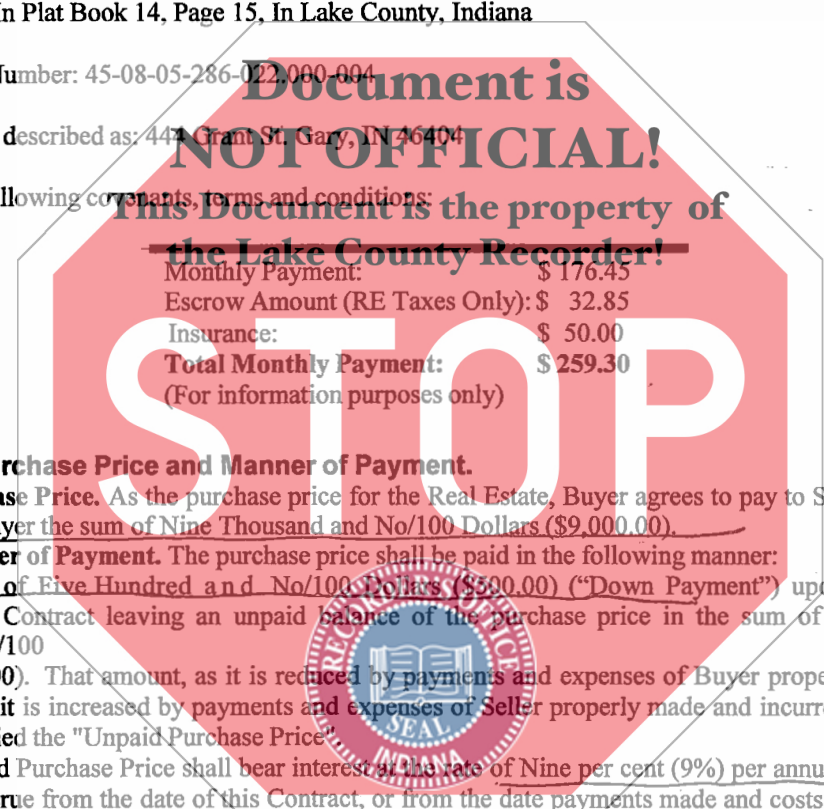 In Plat Book 14, Page 15, In Lake County, Indiana
Number: 45-08-05-286-022.000-004
Document is
described as: 444 Grant St. Gary, IN 46404
NOT OFFICIAL!
llowing covenants, terms and conditions:
This Document is the property of
the Lake County Recorder!
Monthly Payment: $ 176.45
Escrow Amount (RE Taxes Only): $ 32.85
Insurance: $ 50.00
Total Monthly Payment: $ 259.30
(For information purposes only)
STOP
rchase Price and Manner of Payment.
ase Price. As the purchase price for the Real Estate, Buyer agrees to pay to S
yer the sum of Nine Thousand and No/100 Dollars ($9,000.00).
er of Payment. The purchase price shall be paid in the following manner:
of Five Hundred and No/100 Dollars ($500.00) ("Down Payment") upo
Contract leaving an unpaid balance of the purchase price in the sum of
/100
00). That amount, as it is reduced by payments and expenses of Buyer prope
it is increased by payments and expenses of Seller properly made and incurre
ied the "Unpaid Purchase Price".
d Purchase Price shall bear interest at the rate of Nine per cent (9%) per annu
rue from the date of this Contract, or from the date payments made and costs
RECORDER'S OFFICE
SEAL
INDIANA